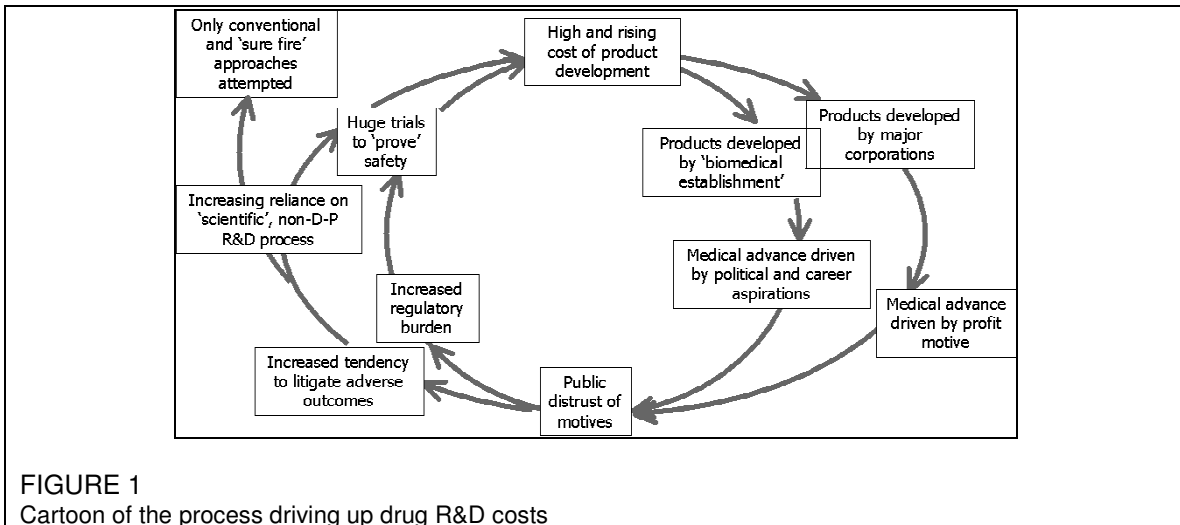 Only conventional
and ‘sure fire’
approaches
attempted
High and rising
cost of product
development
Huge trials
to ‘prove’
safety
Products developed
by major
corporations
Products developed
by ‘biomedical
establishment’
Increasing reliance on
‘scientific’, non-D-P
R&D process
Medical advance driven
by political and career
aspirations
Increased
regulatory
burden
Medical advance
driven by profit
motive
Increased tendency
to litigate adverse
outcomes
Public
distrust of
motives
FIGURE 1
Cartoon of the process driving up drug R&D costs